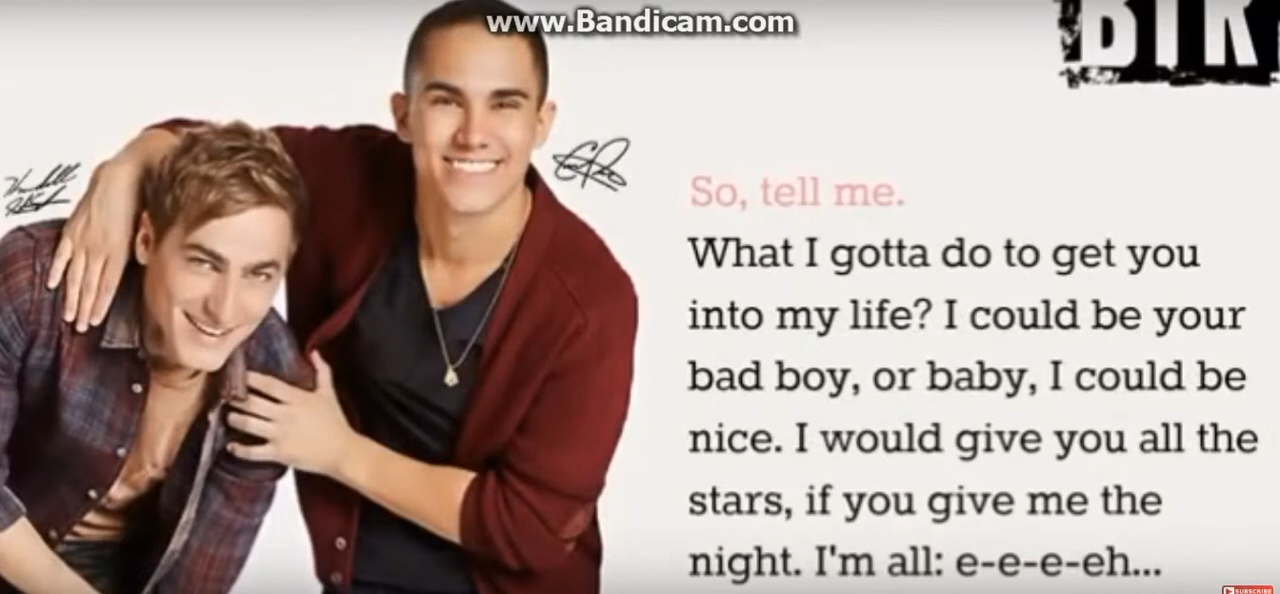 www.Bandicam.com
BTR
So, tell me.
What I gotta do to get you
into my life? I could be your
bad boy, or baby, I could be
nice. I would give you all the
stars, if you give me the
night. I'm all: e-e-e-eh...
SUBSCRIBE